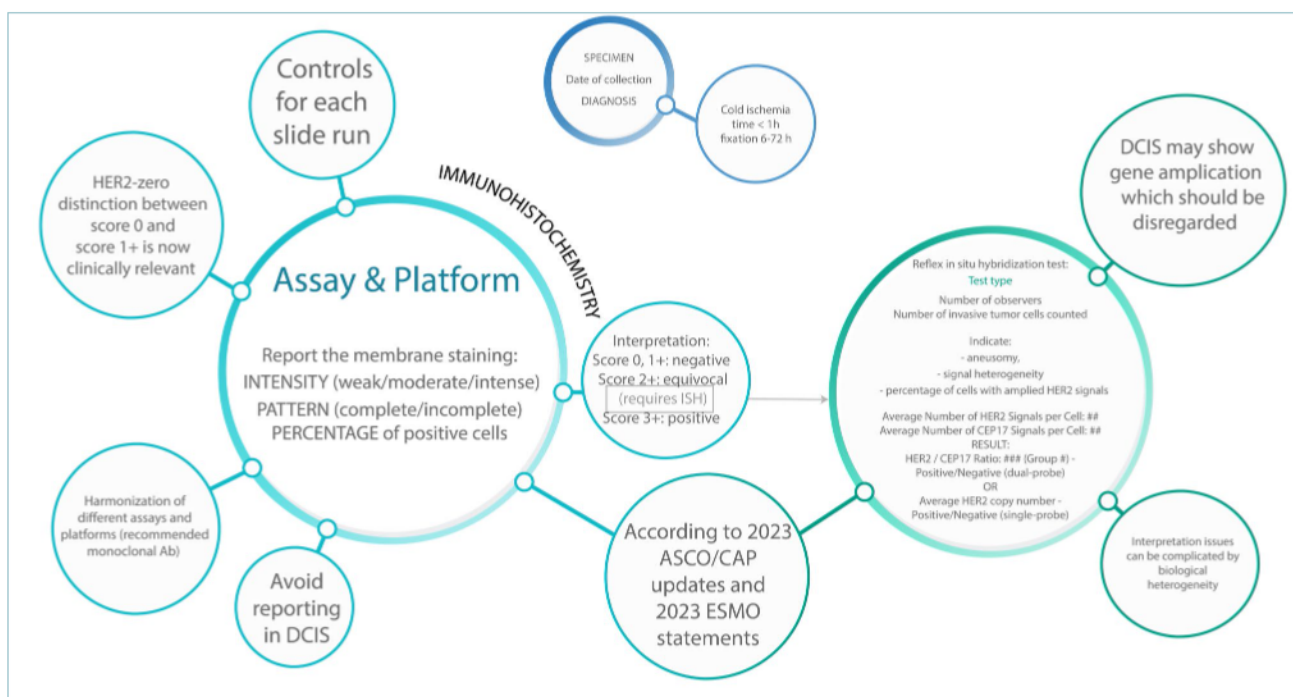 SPECIMEN
Date of collection
DIAGNOSIS
Cold ischemia
time < 1h
fixation 6-72 h
Controls
for each
slide run
HER2-zero
distinction between
score 0 and
score 1+ is now
clinically relevant
IMMUNOHISTOCHEMISTRY
Assay & Platform
Report the membrane staining:
INTENSITY (weak/moderate/intense)
PATTERN (complete/incomplete)
PERCENTAGE of positive cells
Harmonization of
different assays and
platforms (recommended
monoclonal Ab)
Avoid
reporting
in DCIS
Interpretation:
Score 0, 1+: negative
Score 2+: equivocal
(requires ISH)
Score 3+: positive
According to 2023
ASCO/CAP
updates and
2023 ESMO
statements
DCIS may show
gene amplication
which should be
disregarded
Reflex in situ hybridization test:
Test type
Number of observers
Number of invasive tumor cells counted
Indicate:
- aneusomy,
- signal heterogeneity
- percentage of cells with amplied HER2 signals
Average Number of HER2 Signals per Cell: ##
Average Number of CEP17 Signals per Cell: ##
RESULT:
HER2 / CEP17 Ratio: ### (Group #) -
Positive/Negative (dual-probe)
OR
Average HER2 copy number -
Positive/Negative (single-probe)
Interpretation issues
can be complicated by
biological
heterogeneity